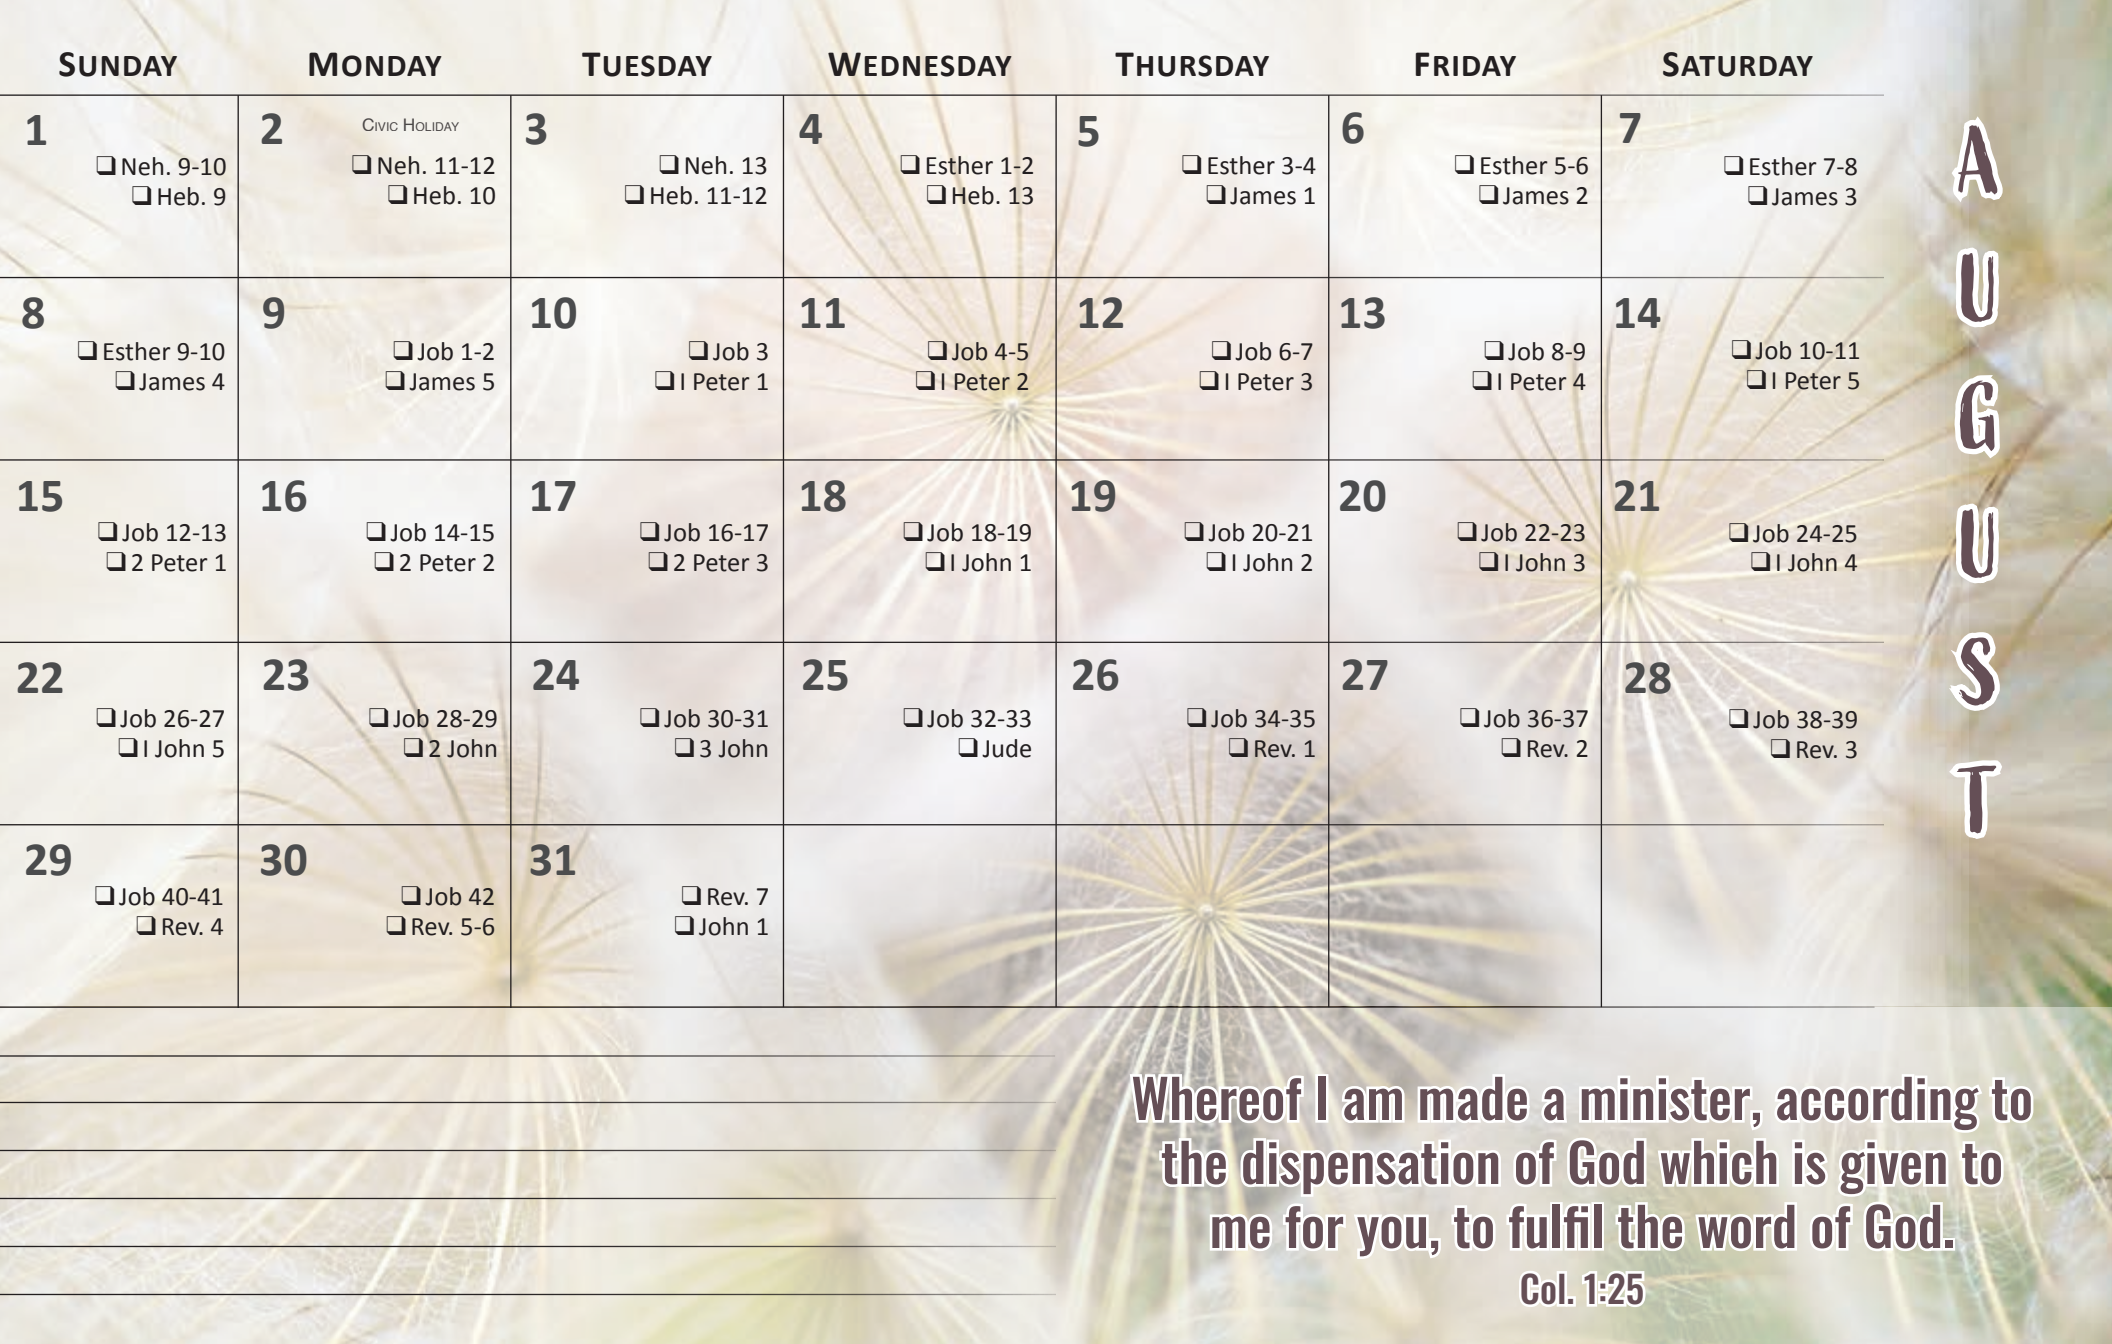 SUNDAY MONDAY TUESDAY WEDNESDAY THURSDAY FRIDAY SATURDAY
1
❑ Neh. 9-10
❑ Heb. 9
2
CIVIC HOLIDAY
❑ Neh. 11-12
❑ Heb. 10
3
❑ Neh. 13
❑ Heb. 11-12
4
❑ Esther 1-2
❑ Heb. 13
5
❑ Esther 3-4
❑ James 1
6
❑ Esther 5-6
❑ James 2
7
❑ Esther 7-8
❑ James 3
8
❑ Esther 9-10
❑ James 4
9
❑ Job 1-2
❑ James 5
10
❑ Job 3
❑ I Peter 1
11
❑ Job 4-5
❑ I Peter 2
12
❑ Job 6-7
❑ I Peter 3
13
❑ Job 8-9
❑ I Peter 4
14
❑ Job 10-11
❑ I Peter 5
15
❑ Job 12-13
❑ 2 Peter 1
16
❑ Job 14-15
❑ 2 Peter 2
17
❑ Job 16-17
❑ 2 Peter 3
18
❑ Job 18-19
❑ I John 1
19
❑ Job 20-21
❑ I John 2
20
❑ Job 22-23
❑ I John 3
21
❑ Job 24-25
❑ I John 4
22
❑ Job 26-27
❑ I John 5
23
❑ Job 28-29
❑ 2 John
24
❑ Job 30-31
❑ 3 John
25
❑ Job 32-33
❑ Jude
26
❑ Job 34-35
❑ Rev. 1
27
❑ Job 36-37
❑ Rev. 2
28
❑ Job 38-39
❑ Rev. 3
29
❑ Job 40-41
❑ Rev. 4
30
❑ Job 42
❑ Rev. 5-6
31
❑ Rev. 7
❑ John 1
AUGUST
Whereof I am made a minister, according to
the dispensation of God which is given to
me for you, to fulfil the word of God.
Col. 1:25